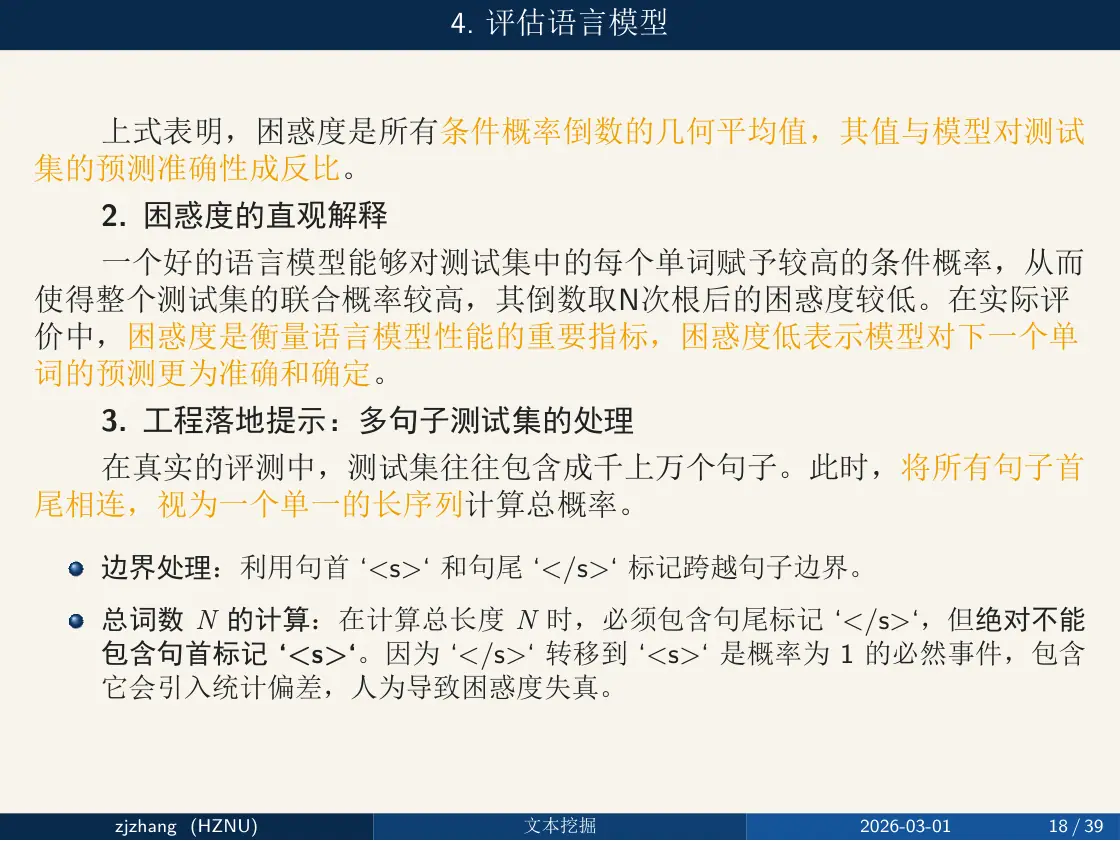 4. 评估语言模型
上式表明，困惑度是所有条件概率倒数的几何平均值，其值与模型对测试
集的预测准确性成反比。
2. 困惑度的直观解释
一个好的语言模型能够对测试集中的每个单词赋予较高的条件概率，从而
使得整个测试集的联合概率较高，其倒数取N次根后的困惑度较低。在实际评
价中，困惑度是衡量语言模型性能的重要指标，困惑度低表示模型对下一个单
词的预测更为准确和确定。
3. 工程落地提示：多句子测试集的处理
在真实的评测中，测试集往往包含成千上万个句子。此时，将所有句子首
尾相连，视为一个单一的长序列计算总概率。
边界处理：利用句首 ‘<s>‘ 和句尾 ‘</s>‘ 标记跨越句子边界。
总词数 N 的计算：在计算总长度 N 时，必须包含句尾标记 ‘</s>‘，但绝对不能
包含句首标记 ‘<s>‘。因为 ‘</s>‘ 转移到 ‘<s>‘ 是概率为 1 的必然事件，包含
它会引入统计偏差，人为导致困惑度失真。
zjzhang (HZNU)
文本挖掘
2026-03-01
18 / 39